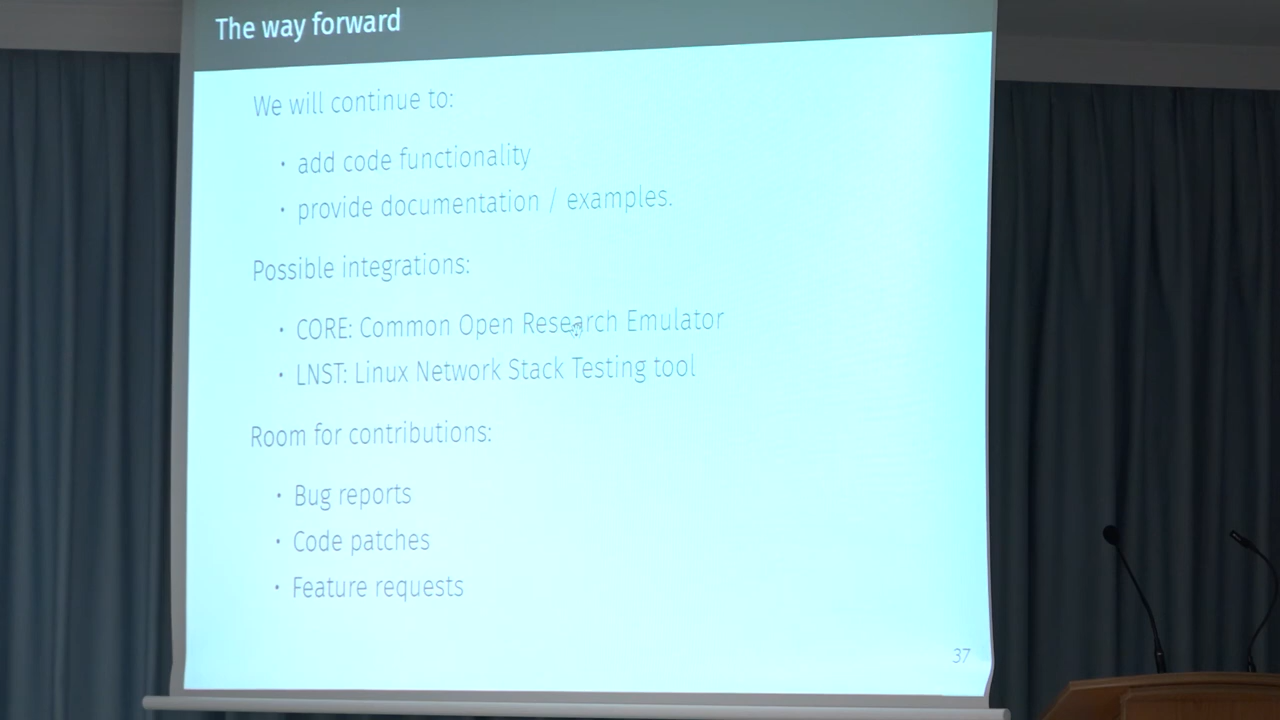 The way forward
We will continue to:
• add code functionality
• provide documentation / examples.
Possible integrations:
• CORE: Common Open Research Emulator
• LNST: Linux Network Stack Testing tool
Room for contributions:
• Bug reports
• Code patches
• Feature requests
37